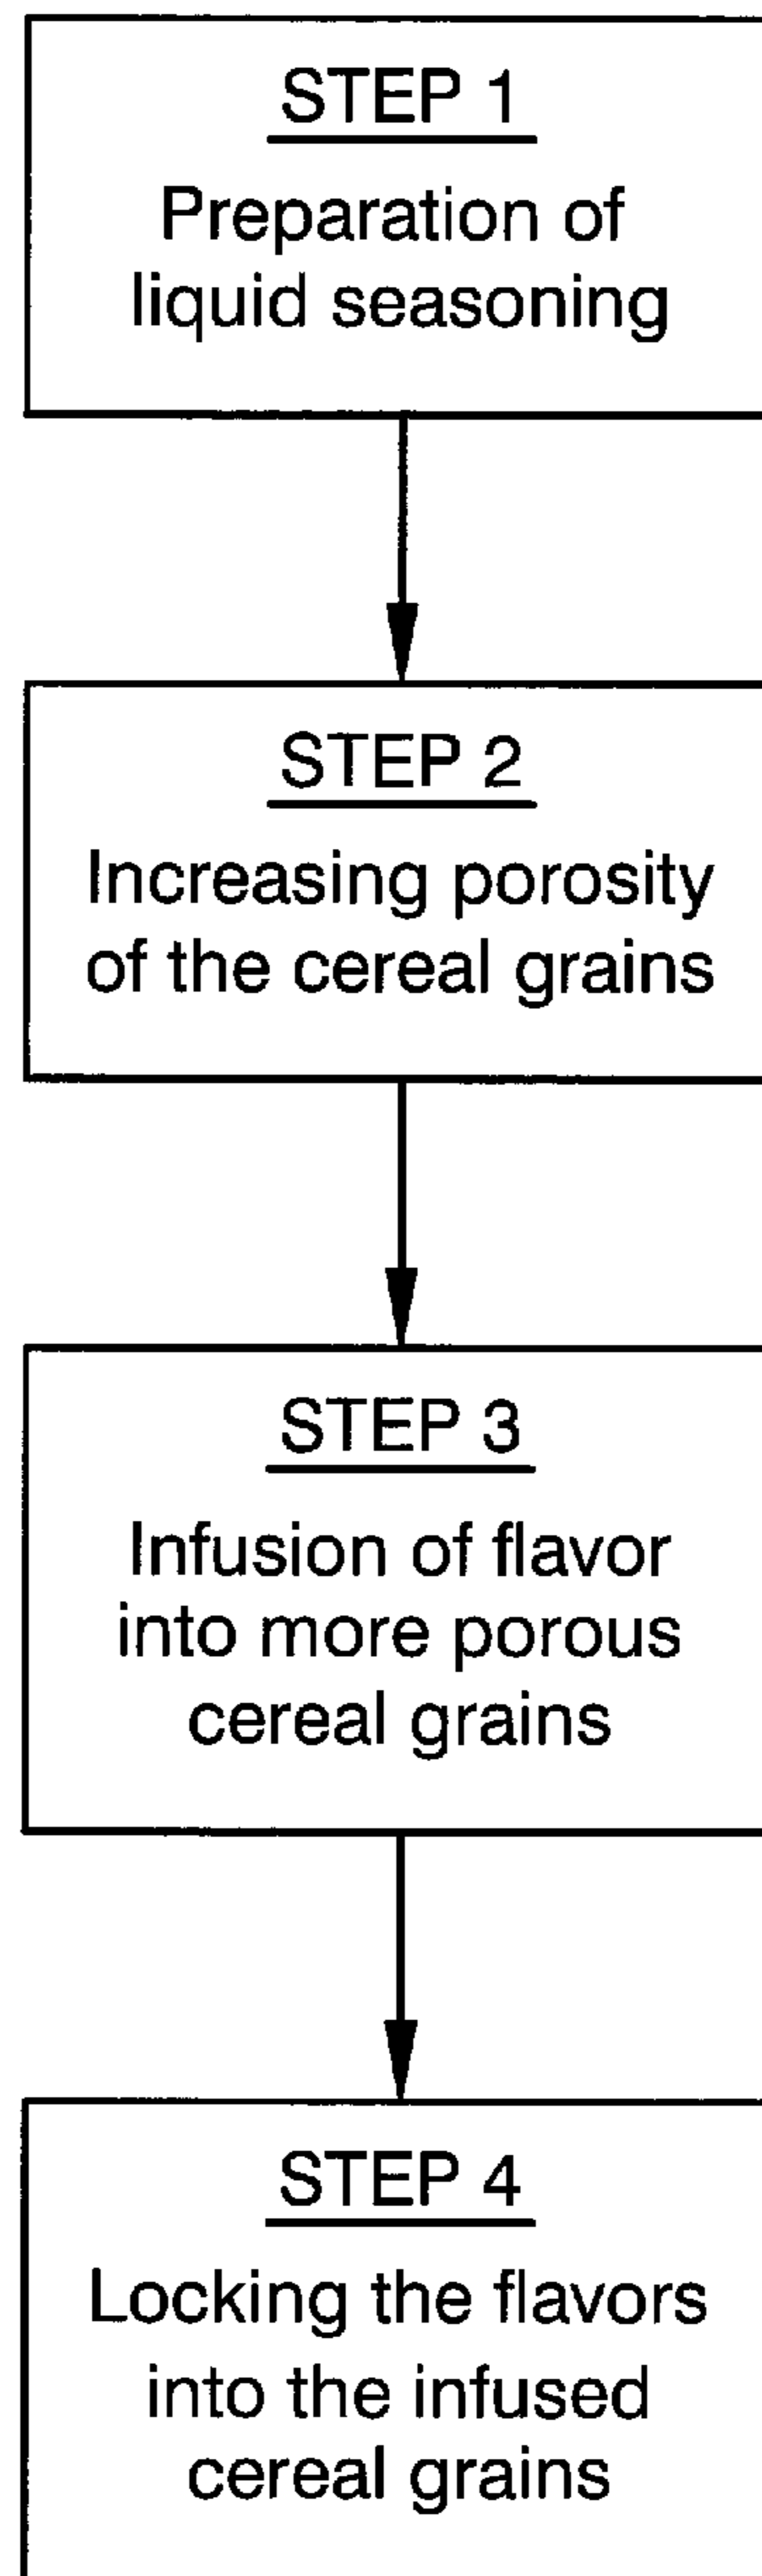 STEP 1
Preparation of
liquid seasoning
STEP 2
Increasing porosity
of the cereal grains
STEP 3
Infusion of flavor
into more porous
cereal grains
STEP 4
Locking the flavors
into the infused
cereal grains